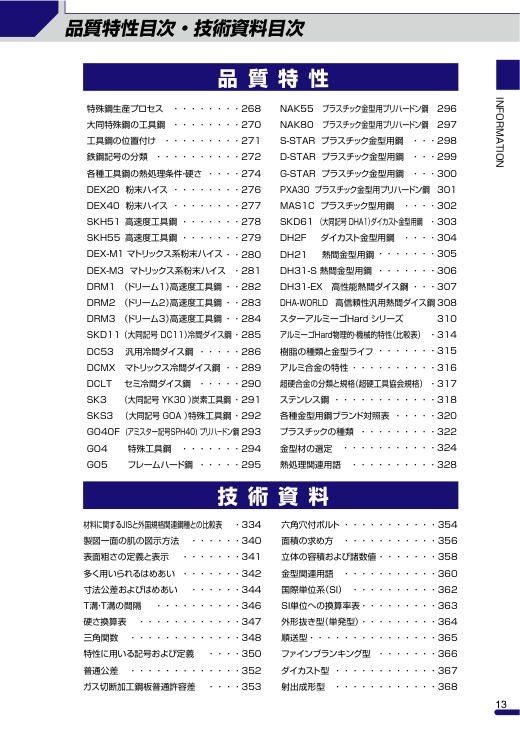 品質特性目次・技術資料目次
品質特性
特殊鋼生産プロセス ・・・・・・・・268
大同特殊鋼の工具鋼 ・・・・・・・・270
工具鋼の位置付け ・・・・・・・・・271
鉄鋼記号の分類 ・・・・・・・・・・272
各種工具鋼の熱処理条件・硬さ ・・・・274
DEX20 粉末ハイス ・・・・・・・・276
DEX40 粉末ハイス ・・・・・・・・277
SKH51 高速度工具鋼 ・・・・・・・278
SKH55 高速度工具鋼 ・・・・・・・279
DEX-M1 マトリックス系粉末ハイス・・280
DEX-M3 マトリックス系粉末ハイス ・281
DRM1 (ドリーム1)高速度工具鋼・・282
DRM2 (ドリーム2)高速度工具鋼・・283
DRM3 (ドリーム3)高速度工具鋼・・284
SKD11(大同記号 DC11)冷間ダイス鋼・285
DC53 汎用冷間ダイス鋼 ・・・・・286
DCMX マトリックス冷間ダイス鋼 ・・289
DCLT セミ冷間ダイス鋼 ・・・・・290
SK3 (大同記号 YK30 )炭素工具鋼・291
SKS3 (大同記号 GOA )特殊工具鋼・292
GO40F (アミスター記号SPH40) プリハードン鋼 293
GO4 特殊工具鋼 ・・・・・・・294
GO5 フレームハード鋼 ・・・・・295
NAK55 プラスチック金型用プリハードン鋼 296
NAK80 プラスチック金型用プリハードン鋼 297
S-STAR プラスチック金型用鋼 ・・・298
D-STAR プラスチック金型用鋼 ・・・299
G-STAR プラスチック金型用鋼 ・・・300
PXA30 プラスチック金型用プリハードン鋼 301
MAS1C プラスチック型用鋼 ・・・・302
SKD61 (大同記号 DHA1)ダイカスト金型用鋼 ・303
DH2F ダイカスト金型用鋼 ・・・・304
DH21 熱間金型用鋼 ・・・・・・・305
DH31-S 熱間金型用鋼 ・・・・・・・306
DH31-EX 高性能熱間ダイス鋼 ・・・307
DHA-WORLD 高信頼性汎用熱間ダイス鋼 308
スターアルミーゴHard シリーズ 310
アルミーゴHard物理的・機械的特性(比較表) ・314
樹脂の種類と金型ライフ ・・・・・・・315
アルミ合金の特性 ・・・・・・・・・・316
超硬合金の分類と規格(超硬工具協会規格) ・317
ステンレス鋼 ・・・・・・・・・・・・318
各種金型用鋼ブランド対照表 ・・・・・320
プラスチックの種類 ・・・・・・・・・322
金型材の選定 ・・・・・・・・・・・324
熱処理関連用語 ・・・・・・・・・・328
技術資料
材料に関するJISと外国規格関連鋼種との比較表 ・334
製図一面の肌の図示方法 ・・・・・・340
表面粗さの定義と表示 ・・・・・・・341
多く用いられるはめあい ・・・・・・・342
寸法公差およびはめあい ・・・・・・344
T溝・T溝の間隔 ・・・・・・・・・・346
硬さ換算表 ・・・・・・・・・・・・347
三角関数 ・・・・・・・・・・・・・348
特性に用いる記号および定義 ・・・・350
普通公差 ・・・・・・・・・・・・・352
ガス切断加工鋼板普通許容差 ・・・・353
六角穴付ボルト・・・・・・・・・・・354
面積の求め方 ・・・・・・・・・・・356
立体の容積および諸数値・・・・・・・358
金型関連用語 ・・・・・・・・・・・360
国際単位系(SI) ・・・・・・・・・・362
SI単位への換算率表・・・・・・・・・363
外形抜き型(単発型)・・・・・・・・・364
順送型・・・・・・・・・・・・・・・365
ファインブランキング型 ・・・・・・・366
ダイカスト型 ・・・・・・・・・・・367
射出成形型 ・・・・・・・・・・・・368
INFORMATION
13